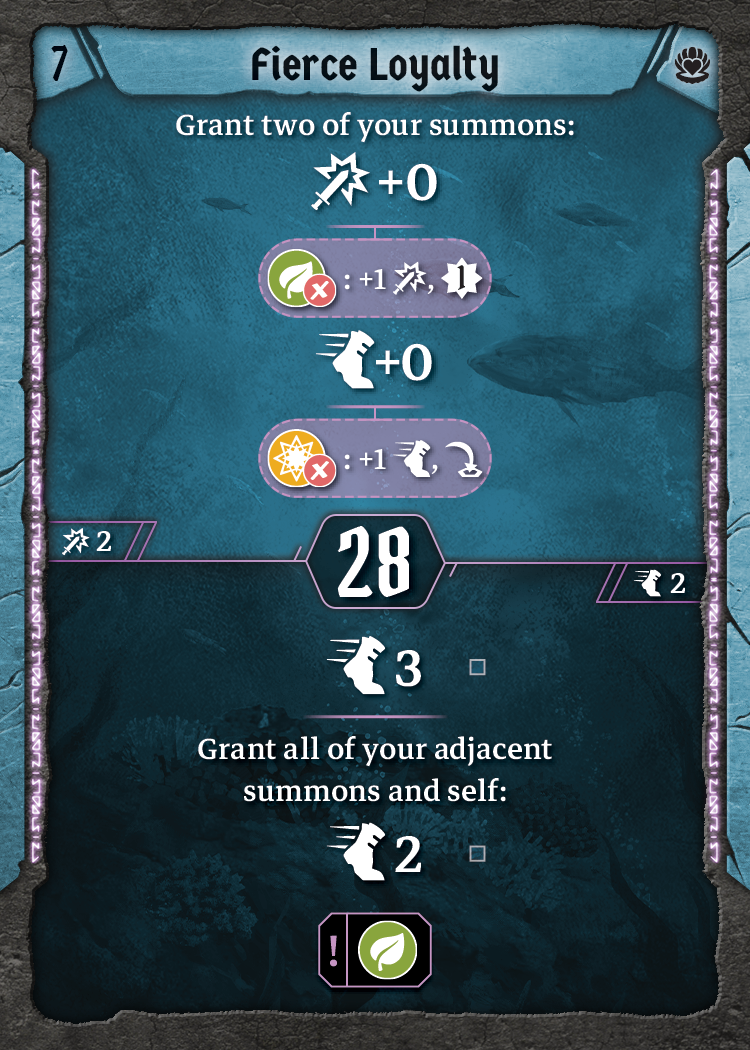 7
Fierce Loyalty
Grant two of your summons:
+0
: +1 , 1
+0
: +1 ,
2
28
2
3
Grant all of your adjacent
summons and self:
2
!